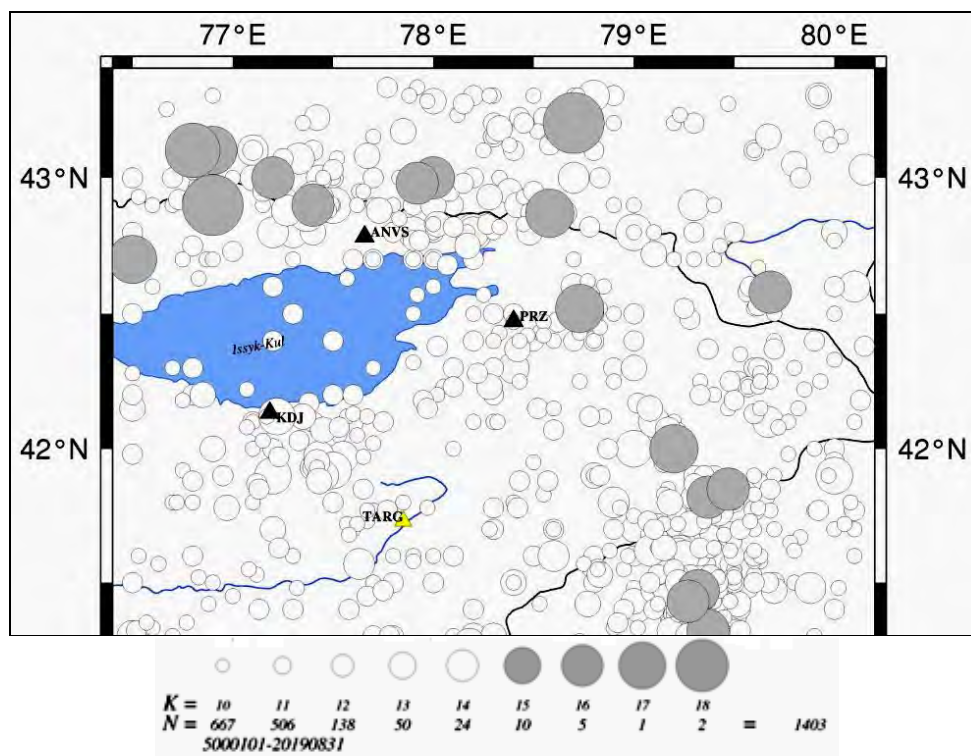 77°E 78°E 79°E 80°E
43°N 43°N
ANVS
PRZ
Issyk-Kul
KDJ
42°N 42°N
TARG
K = 10 11 12 13 14 15 16 17 18
N = 667 506 138 50 24 10 5 1 2 = 1403
5000101-20190831